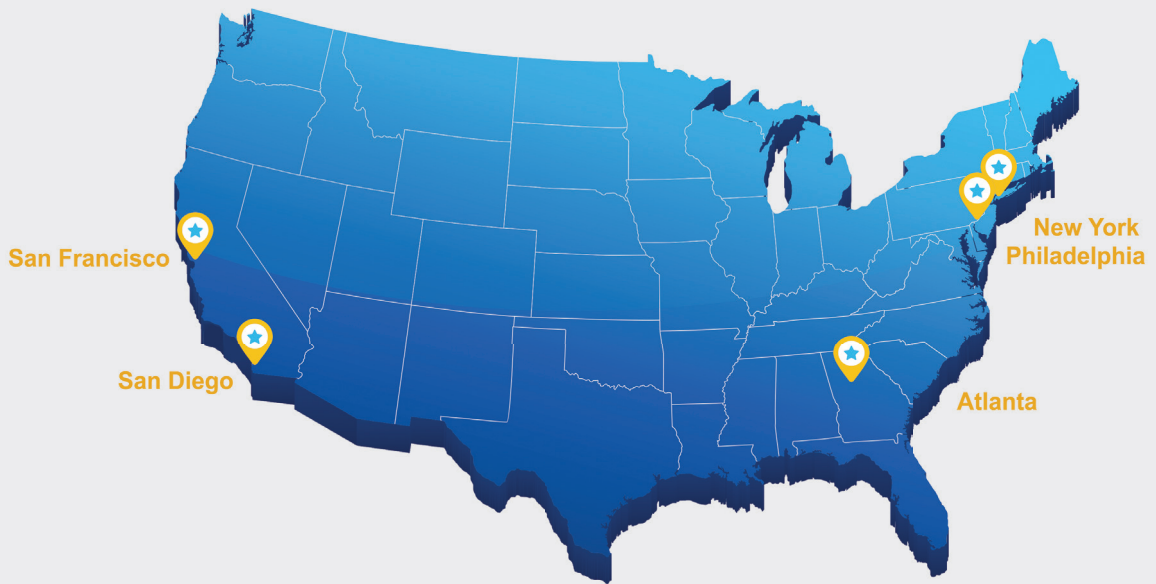 New York
Philadelphia
San Francisco
San Diego
Atlanta